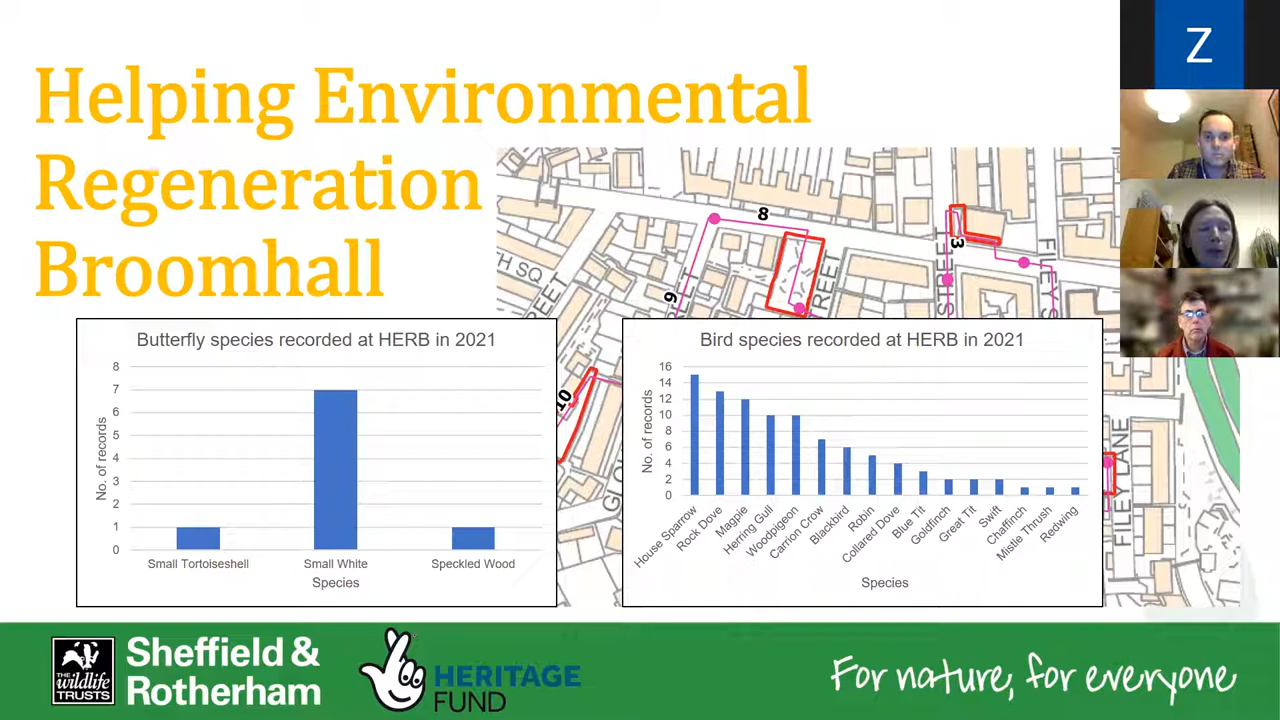 Helping Environmental
Regeneration
Broomhall
Z
8
9
3
10
STREET
FILEY LANE
Butterfly species recorded at HERB in 2021
No. of records
8
7
6
5
4
3
2
1
0
Small Tortoiseshell
Small White
Speckled Wood
Species
Bird species recorded at HERB in 2021
No. of records
16
14
12
10
8
6
4
2
0
House Sparrow
Rock Dove
Magpie
Herring Gull
Woodpigeon
Carrion Crow
Blackbird
Robin
Collared Dove
Blue Tit
Goldfinch
Great Tit
Swift
Chaffinch
Mistle Thrush
Redwing
Species
THE
wildlife
TRUSTS
Sheffield &
Rotherham
HERITAGE
FUND
For nature, for everyone